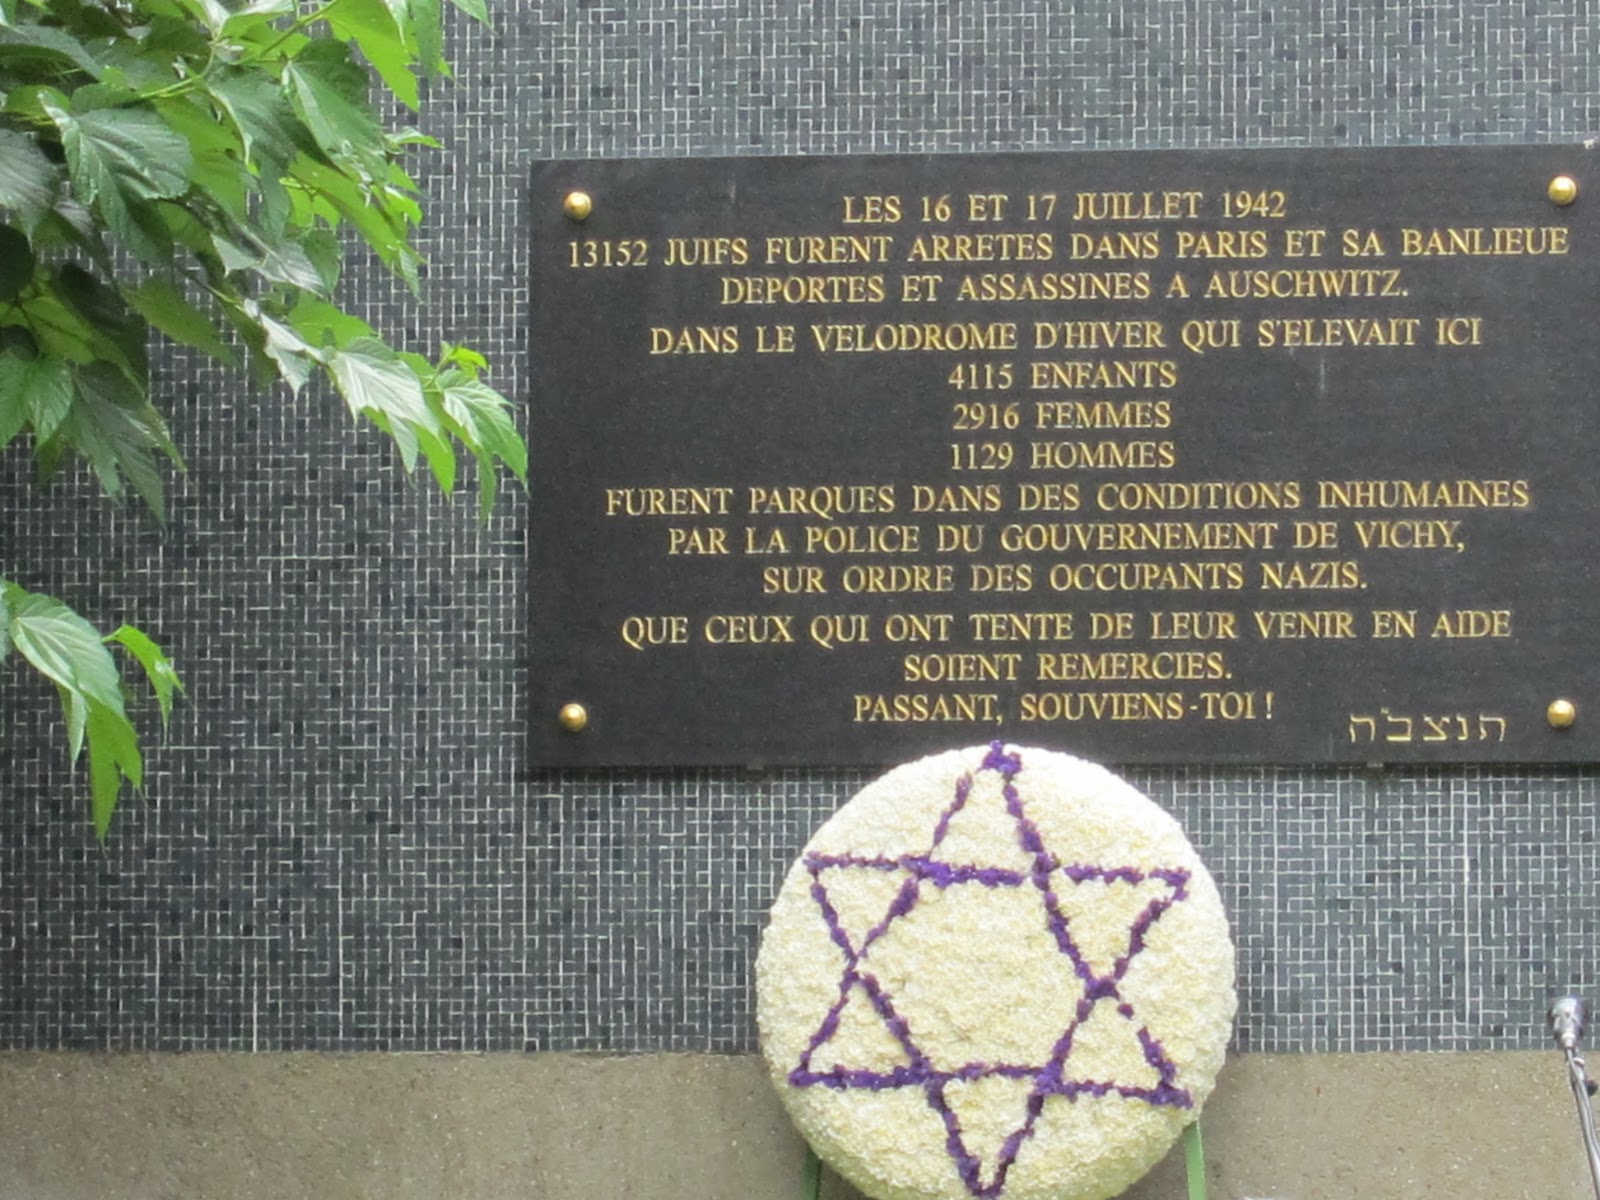 LES 16 ET 17 JUILLET 1942
13152 JUIFS FURENT ARRETES DANS PARIS ET SA BANLIEUE
DEPORTES ET ASSASSINES A AUSCHWITZ.
DANS LE VELODROME D'HIVER QUI S'ELEVAIT ICI
4115 ENFANTS
2916 FEMMES
1129 HOMMES
FURENT PARQUES DANS DES CONDITIONS INHUMAINES
PAR LA POLICE DU GOUVERNEMENT DE VICHY,
SUR ORDRE DES OCCUPANTS NAZIS.
QUE CEUX QUI ONT TENTE DE LEUR VENIR EN AIDE
SOIENT REMERCIES.
PASSANT, SOUVIENS-TOI !
תנצב״ה